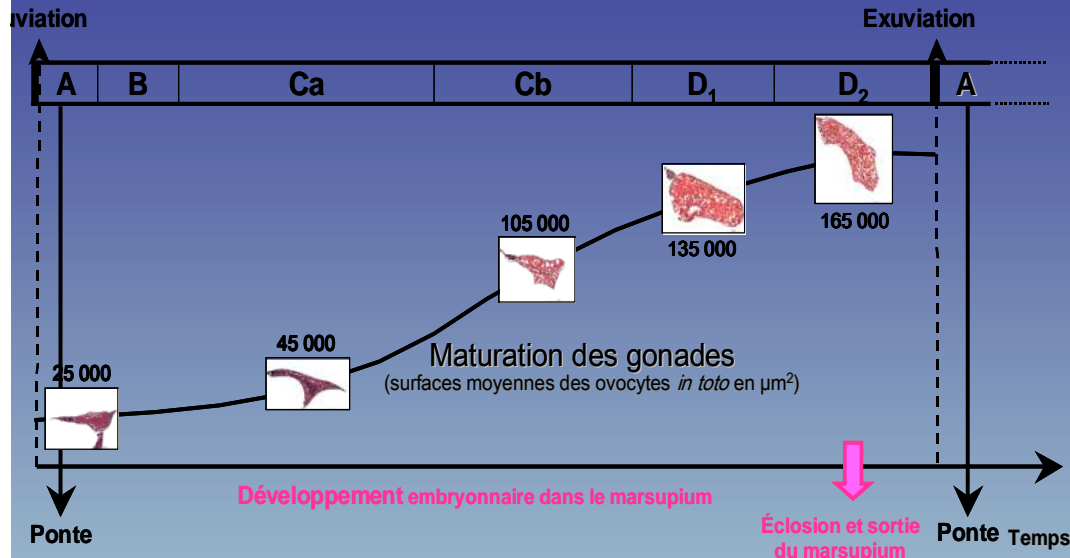 uviation
Exuviation
A B Ca Cb D₁ D₂ A
25 000
45 000
105 000
135 000
165 000
Maturation des gonades
(surfaces moyennes des ovocytes in toto en µm²)
Développement embryonnaire dans le marsupium
Ponte
Éclosion et sortie
du marsupium
Ponte
Temps